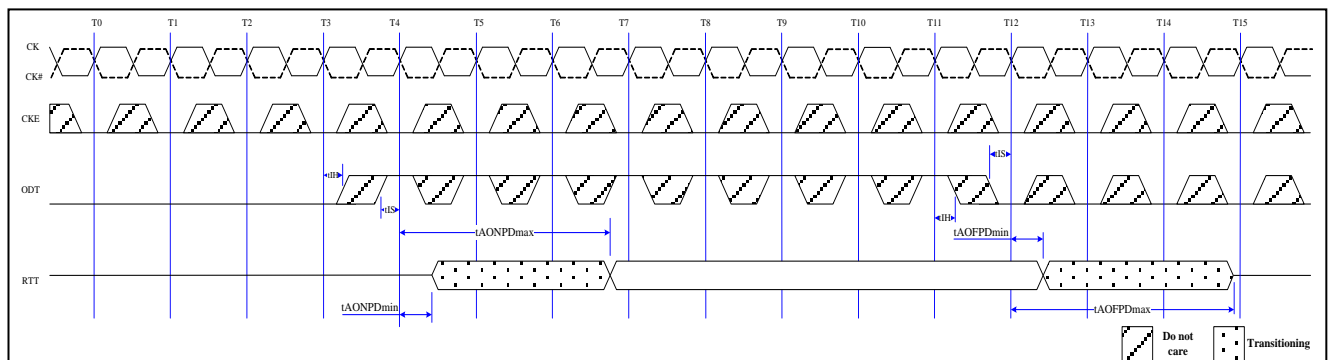 T0 T1 T2 T3 T4 T5 T6 T7 T8 T9 T10 T11 T12 T13 T14 T15
CK
CK#
CKE
tIS
tIH
ODT
tIS
tIH
tAONPDmax
tAOFPDmin
RTT
tAONPDmin
tAOFPDmax
Do not
care
Transitioning